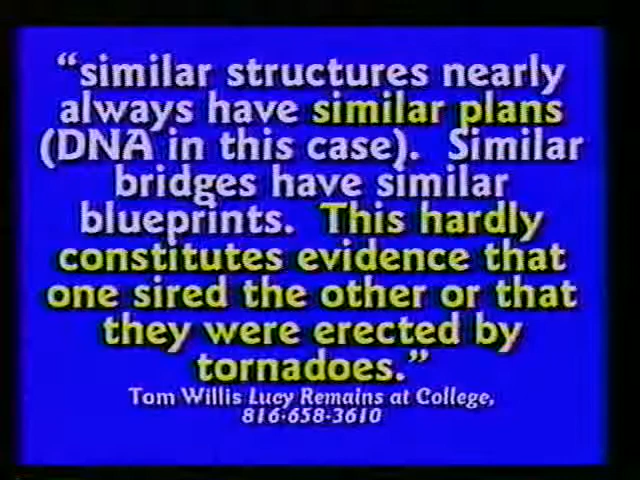 “similar structures nearly
always have similar plans
(DNA in this case).  Similar
bridges have similar
blueprints.  This hardly
constitutes evidence that
one sired the other or that
they were erected by
tornadoes.”
Tom Willis Lucy Remains at College,
816-658-3610